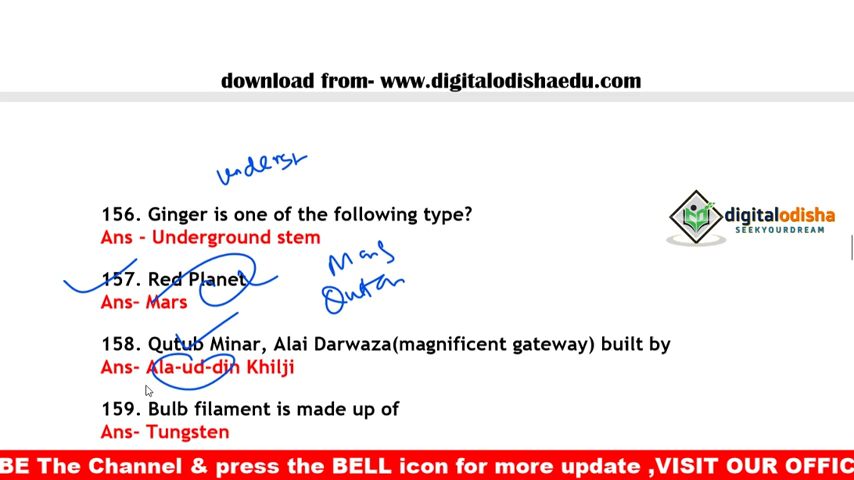 download from- www.digitalodishaedu.com
underst
156. Ginger is one of the following type?
Ans - Underground stem
digitalodisha
SEEKYOURDREAM
157. Red Planet
Ans- Mars
Mars
158. Qutub Minar, Alai Darwaza(magnificent gateway) built by
Ans- Ala-ud-din Khilji
159. Bulb filament is made up of
Ans- Tungsten
BE The Channel & press the BELL icon for more update ,VISIT OUR OFFIC